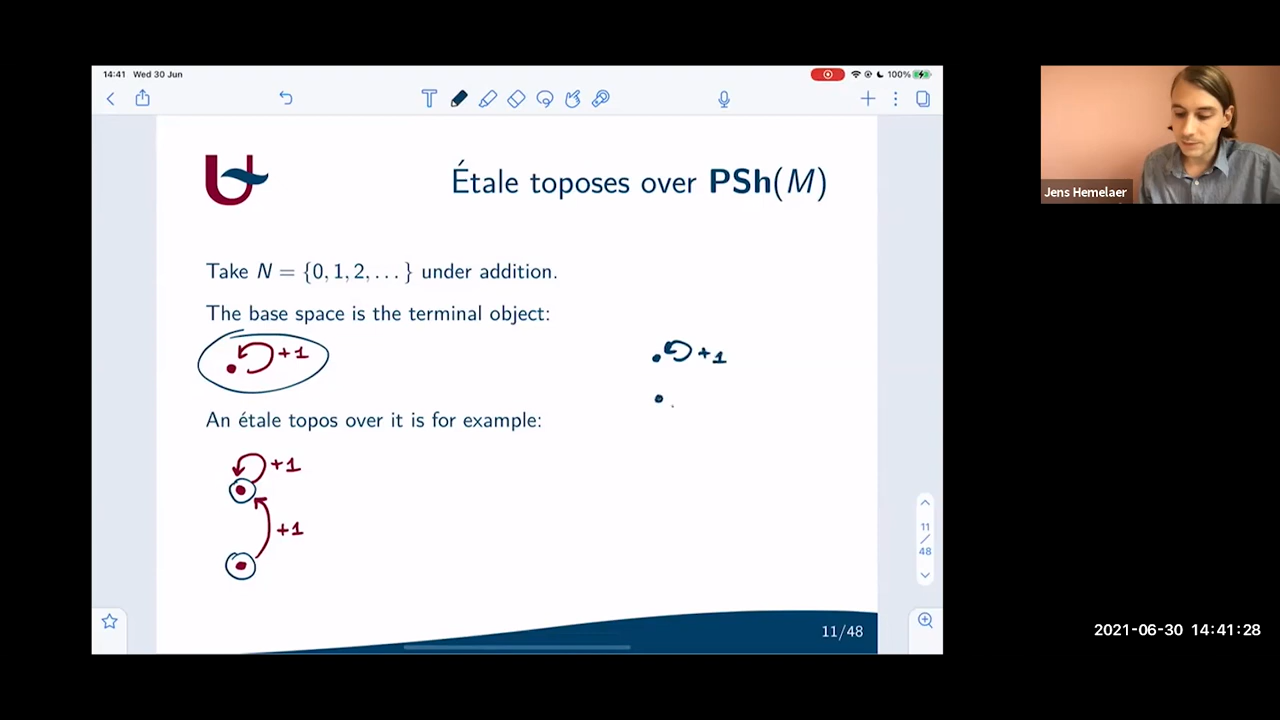 14:41 Wed 30 Jun
100%
Étale toposes over PSh(M)
Take N = {0, 1, 2, . . . } under addition.
The base space is the terminal object:
+1
+1
An étale topos over it is for example:
+1
+1
11
/
48
11/48
Jens Hemelaer
2021-06-30 14:41:28